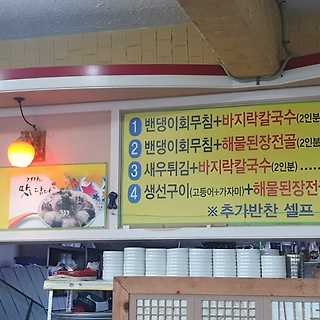 ① 밴댕이회무침+바지락칼국수(2인분
② 밴댕이회무침+해물된장전골(2인분
③ 새우튀김+바지락칼국수(2인분).....
④ 생선구이(고등어+가자미)+해물된장전
※추가반찬 셀프